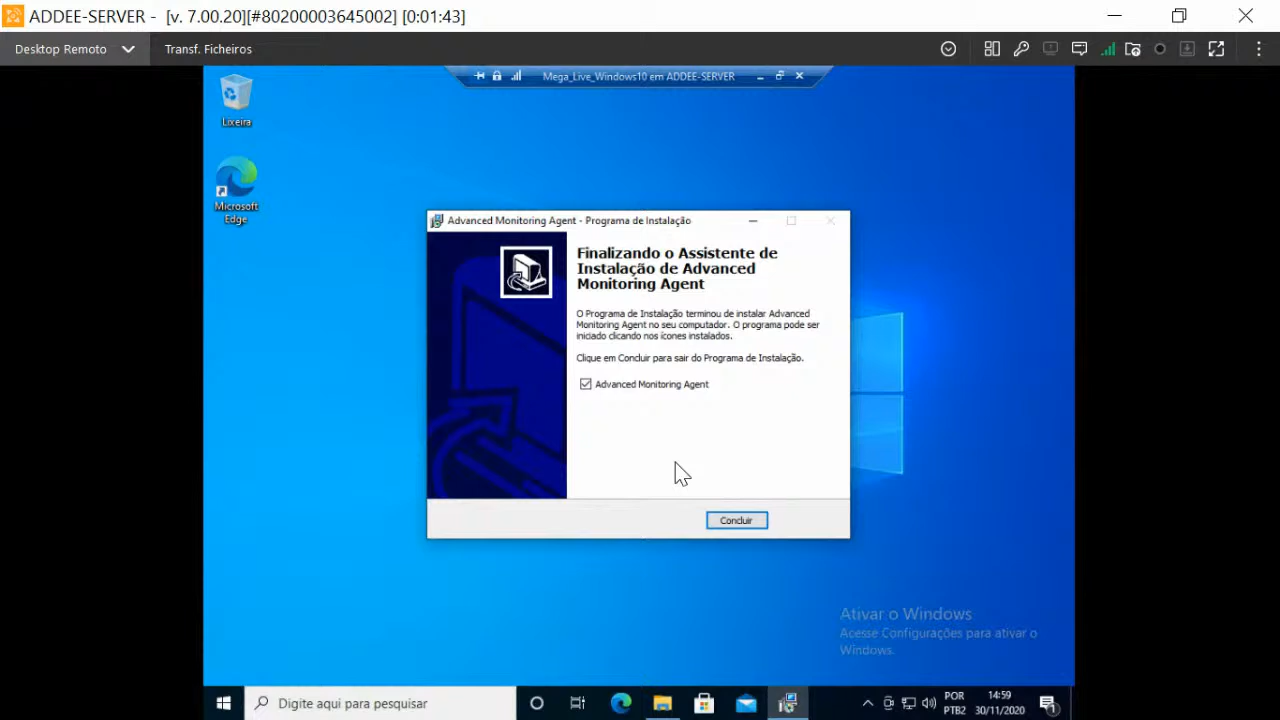 ADDEE-SERVER - [v. 7.00.20][#80200003645002] [0:01:43]
Desktop Remoto
Transf. Ficheiros
Mega_Live_Windows10 em ADDEE-SERVER
Lixeira
Microsoft
Edge
Advanced Monitoring Agent - Programa de Instalação
Finalizando o Assistente de
Instalação de Advanced
Monitoring Agent
O Programa de Instalação terminou de instalar Advanced
Monitoring Agent no seu computador. O programa pode ser
iniciado clicando nos ícones instalados.
Clique em Concluir para sair do Programa de Instalação.
Advanced Monitoring Agent
Concluir
Ativar o Windows
Acesse Configurações para ativar o
Windows.
Digite aqui para pesquisar
POR
PTB2
14:59
30/11/2020
1